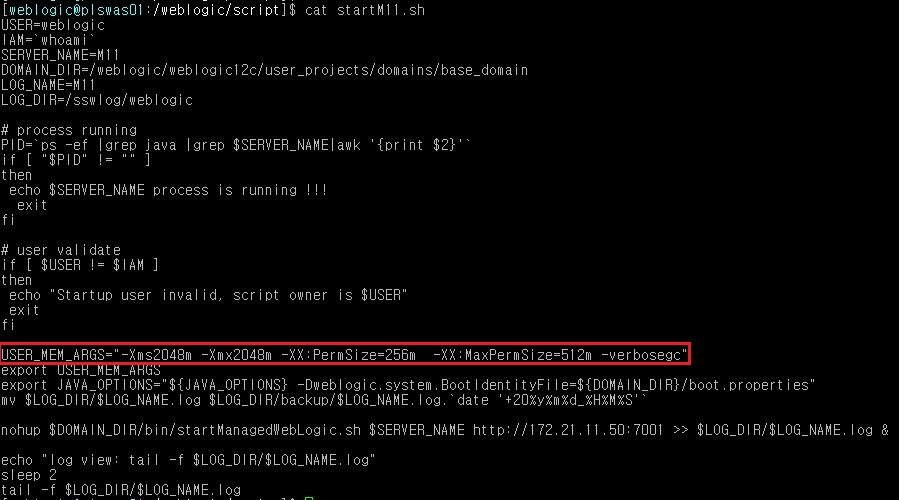 [weblogic@plswas01:/weblogic/script]$ cat startM11.sh
USER=weblogic
IAM=`whoami`
SERVER_NAME=M11
DOMAIN_DIR=/weblogic/weblogic12c/user_projects/domains/base_domain
LOG_NAME=M11
LOG_DIR=/sswlog/weblogic
# process running
PID=`ps -ef |grep java |grep $SERVER_NAME|awk '{print $2}'`
if [ "$PID" != "" ]
then
 echo $SERVER_NAME process is running !!!
  exit
fi
# user validate
if [ $USER != $IAM ]
then
 echo "Startup user invalid, script owner is $USER"
 exit
fi
USER_MEM_ARGS="-Xms2048m -Xmx2048m -XX:PermSize=256m  -XX:MaxPermSize=512m -verbosegc"
export USER_MEM_ARGS
export JAVA_OPTIONS="${JAVA_OPTIONS} -Dweblogic.system.BootIdentityFile=${DOMAIN_DIR}/boot.properties"
mv $LOG_DIR/$LOG_NAME.log $LOG_DIR/backup/$LOG_NAME.log.`date '+20%y%m%d_%H%M%S'`
nohup $DOMAIN_DIR/bin/startManagedWebLogic.sh $SERVER_NAME http://172.21.11.50:7001 >> $LOG_DIR/$LOG_NAME.log &
echo "log view: tail -f $LOG_DIR/$LOG_NAME.log"
sleep 2
tail -f $LOG_DIR/$LOG_NAME.log